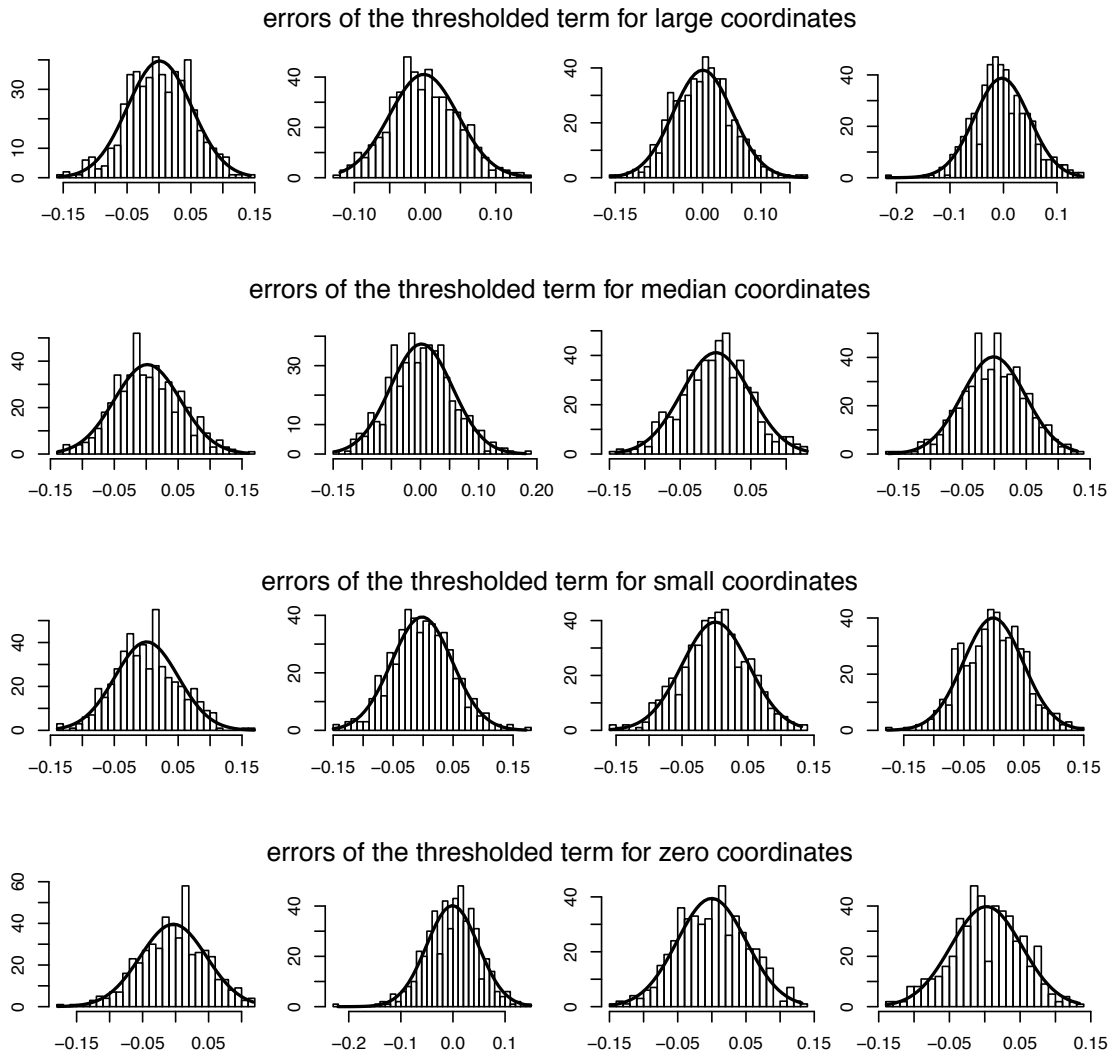 errors of the thresholded term for large coordinates
10 30
0 20 40
0 20 40
0 20 40
−0.15 −0.05 0.05 0.15
−0.10 0.00 0.10
−0.15 0.00 0.10
−0.2 −0.1 0.0 0.1
errors of the thresholded term for median coordinates
0 20 40
0 10 30
0 20 40
0 20 40
−0.15 −0.05 0.05 0.15
−0.15 0.00 0.10 0.20
−0.15 −0.05 0.05
−0.15 −0.05 0.05 0.15
errors of the thresholded term for small coordinates
0 20 40
0 20 40
0 20 40
0 20 40
−0.15 −0.05 0.05 0.15
−0.15 −0.05 0.05 0.15
−0.15 −0.05 0.05 0.15
−0.15 −0.05 0.05 0.15
errors of the thresholded term for zero coordinates
0 20 40 60
0 20 40
0 20 40
0 20 40
−0.15 −0.05 0.05
−0.2 −0.1 0.0 0.1
−0.15 −0.05 0.05 0.15
−0.15 −0.05 0.05 0.15